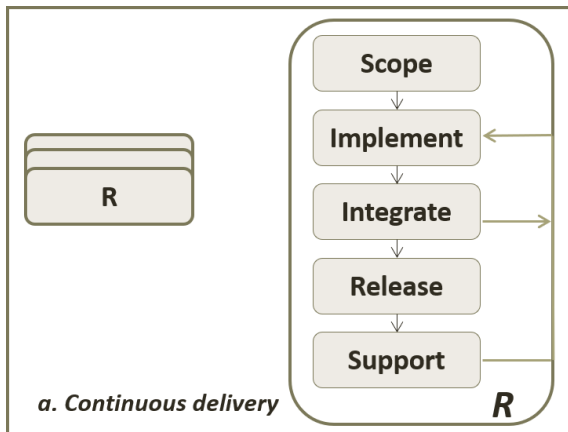 Scope
Implement
R
Integrate
Release
Support
a. Continuous delivery
R